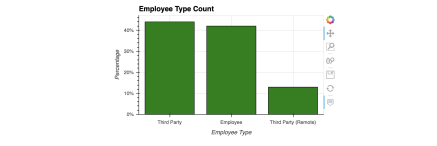 Employee Type Count
40%
30%
20%
10%
0%
Percentage
Third Party
Employee
Third Party (Remote)
Employee Type